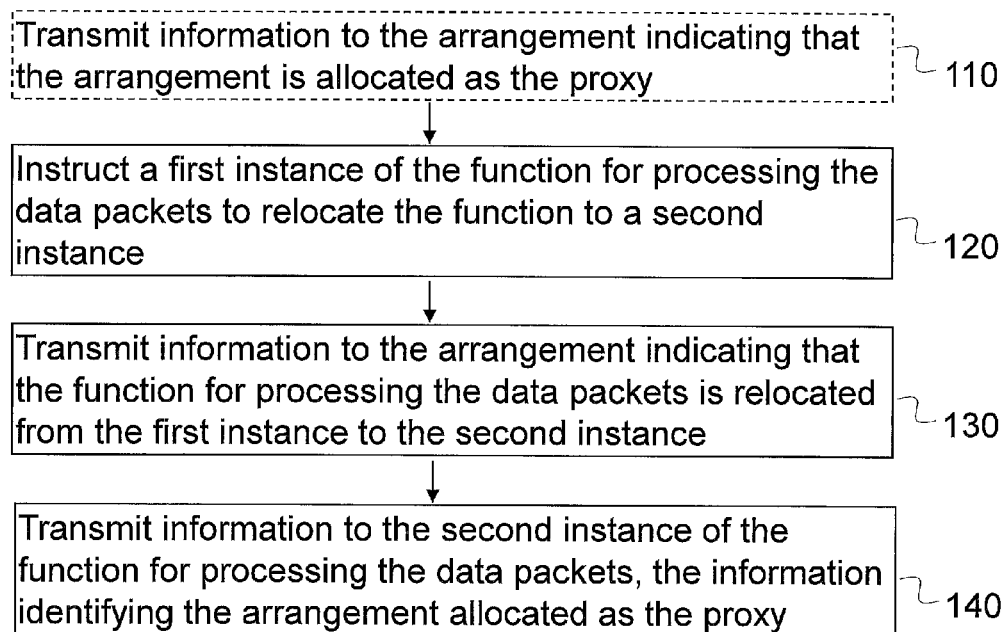 Transmit information to the arrangement indicating that
the arrangement is allocated as the proxy
110
Instruct a first instance of the function for processing the
data packets to relocate the function to a second
instance
120
Transmit information to the arrangement indicating that
the function for processing the data packets is relocated
from the first instance to the second instance
130
Transmit information to the second instance of the
function for processing the data packets, the information
identifying the arrangement allocated as the proxy
140